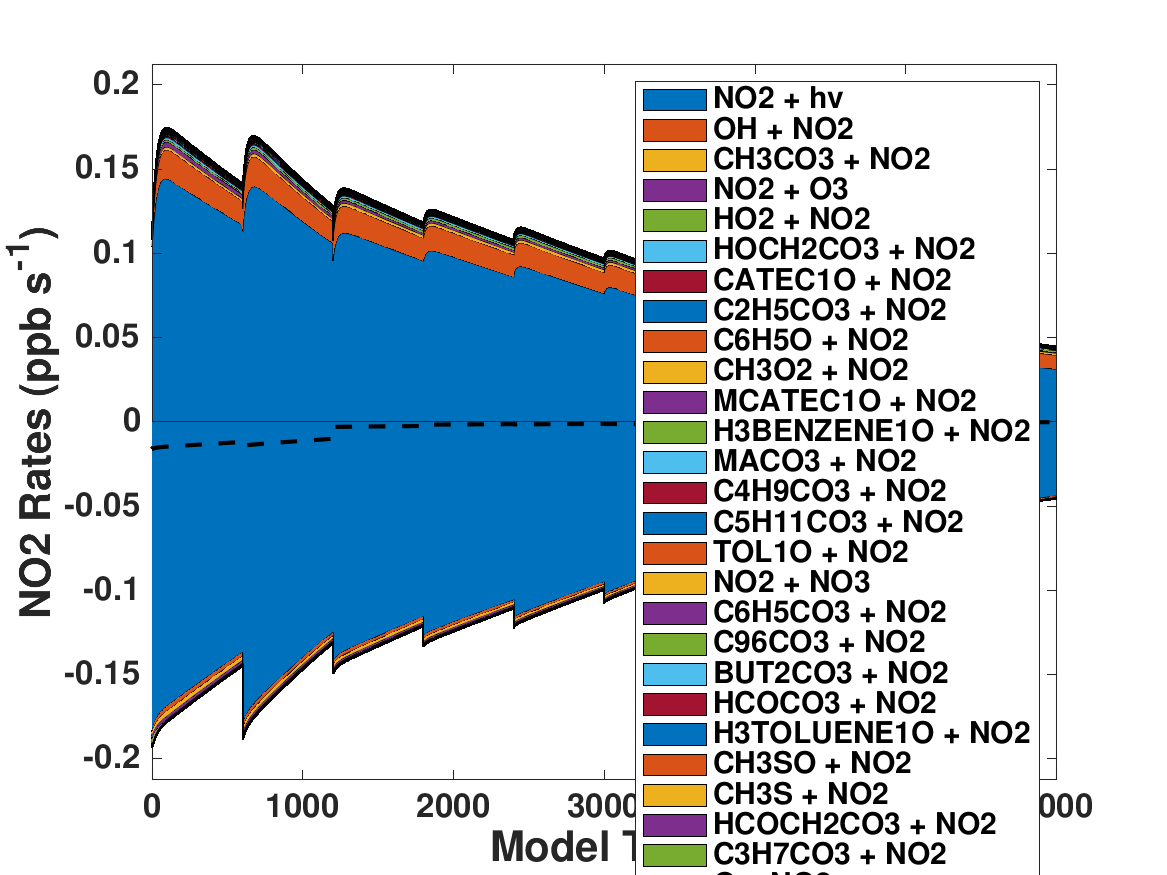 0.2
0.15
0.1
0.05
0
-0.05
-0.1
-0.15
-0.2
NO2 Rates (ppb s-1)
0
1000
2000
3000
000
Model T
NO2 + hv
OH + NO2
CH3CO3 + NO2
NO2 + O3
HO2 + NO2
HOCH2CO3 + NO2
CATEC1O + NO2
C2H5CO3 + NO2
C6H5O + NO2
CH3O2 + NO2
MCATEC1O + NO2
H3BENZENE1O + NO2
MACO3 + NO2
C4H9CO3 + NO2
C5H11CO3 + NO2
TOL1O + NO2
NO2 + NO3
C6H5CO3 + NO2
C96CO3 + NO2
BUT2CO3 + NO2
HCOCO3 + NO2
H3TOLUENE1O + NO2
CH3SO + NO2
CH3S + NO2
HCOCH2CO3 + NO2
C3H7CO3 + NO2